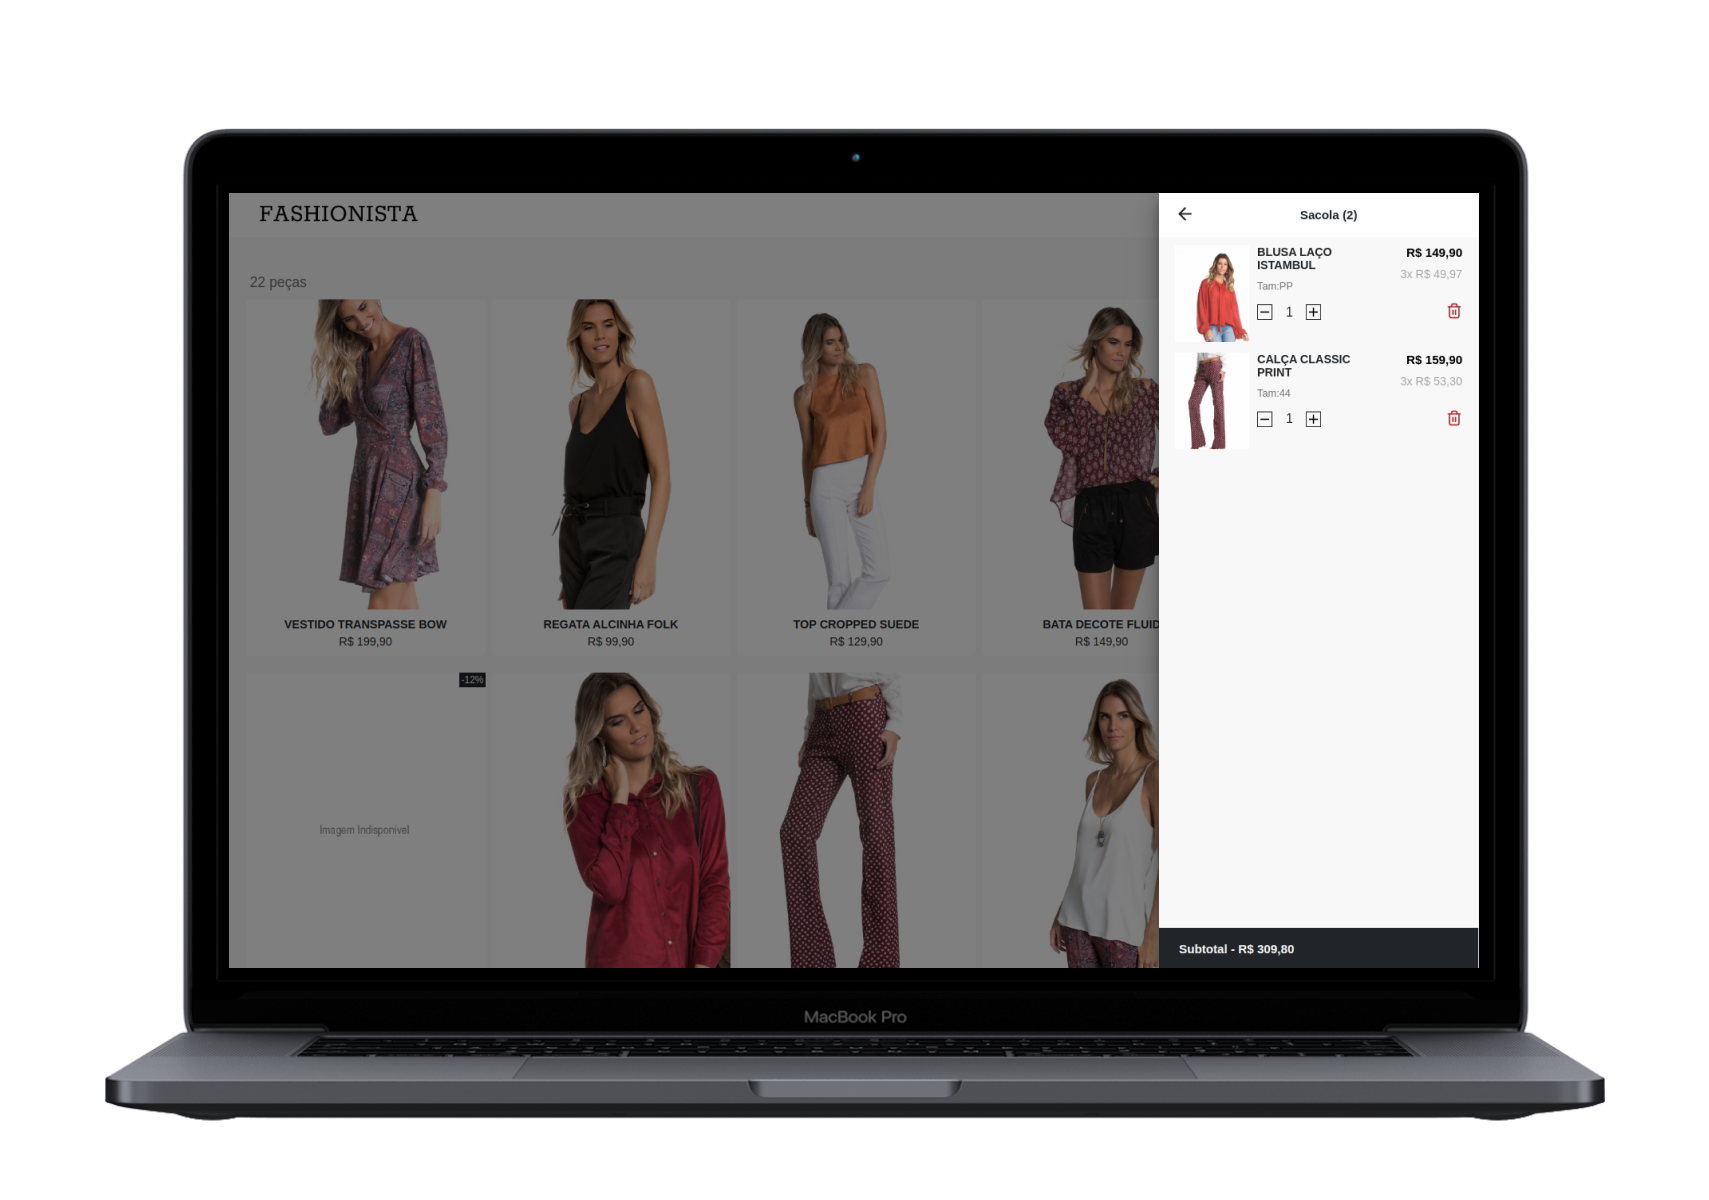 FASHIONISTA
22 peças
VESTIDO TRANSPASSE BOW
R$ 199,90
REGATA ALCINHA FOLK
R$ 99,90
TOP CROPPED SUEDE
R$ 129,90
BATA DECOTE FLUID
R$ 149,90
-12%
Imagem Indisponível
Sacola (2)
BLUSA LAÇO
ISTAMBUL
R$ 149,90
3x R$ 49,97
Tam:PP
1
CALÇA CLASSIC
PRINT
R$ 159,90
3x R$ 53,30
Tam:44
1
Subtotal - R$ 309,80
MacBook Pro